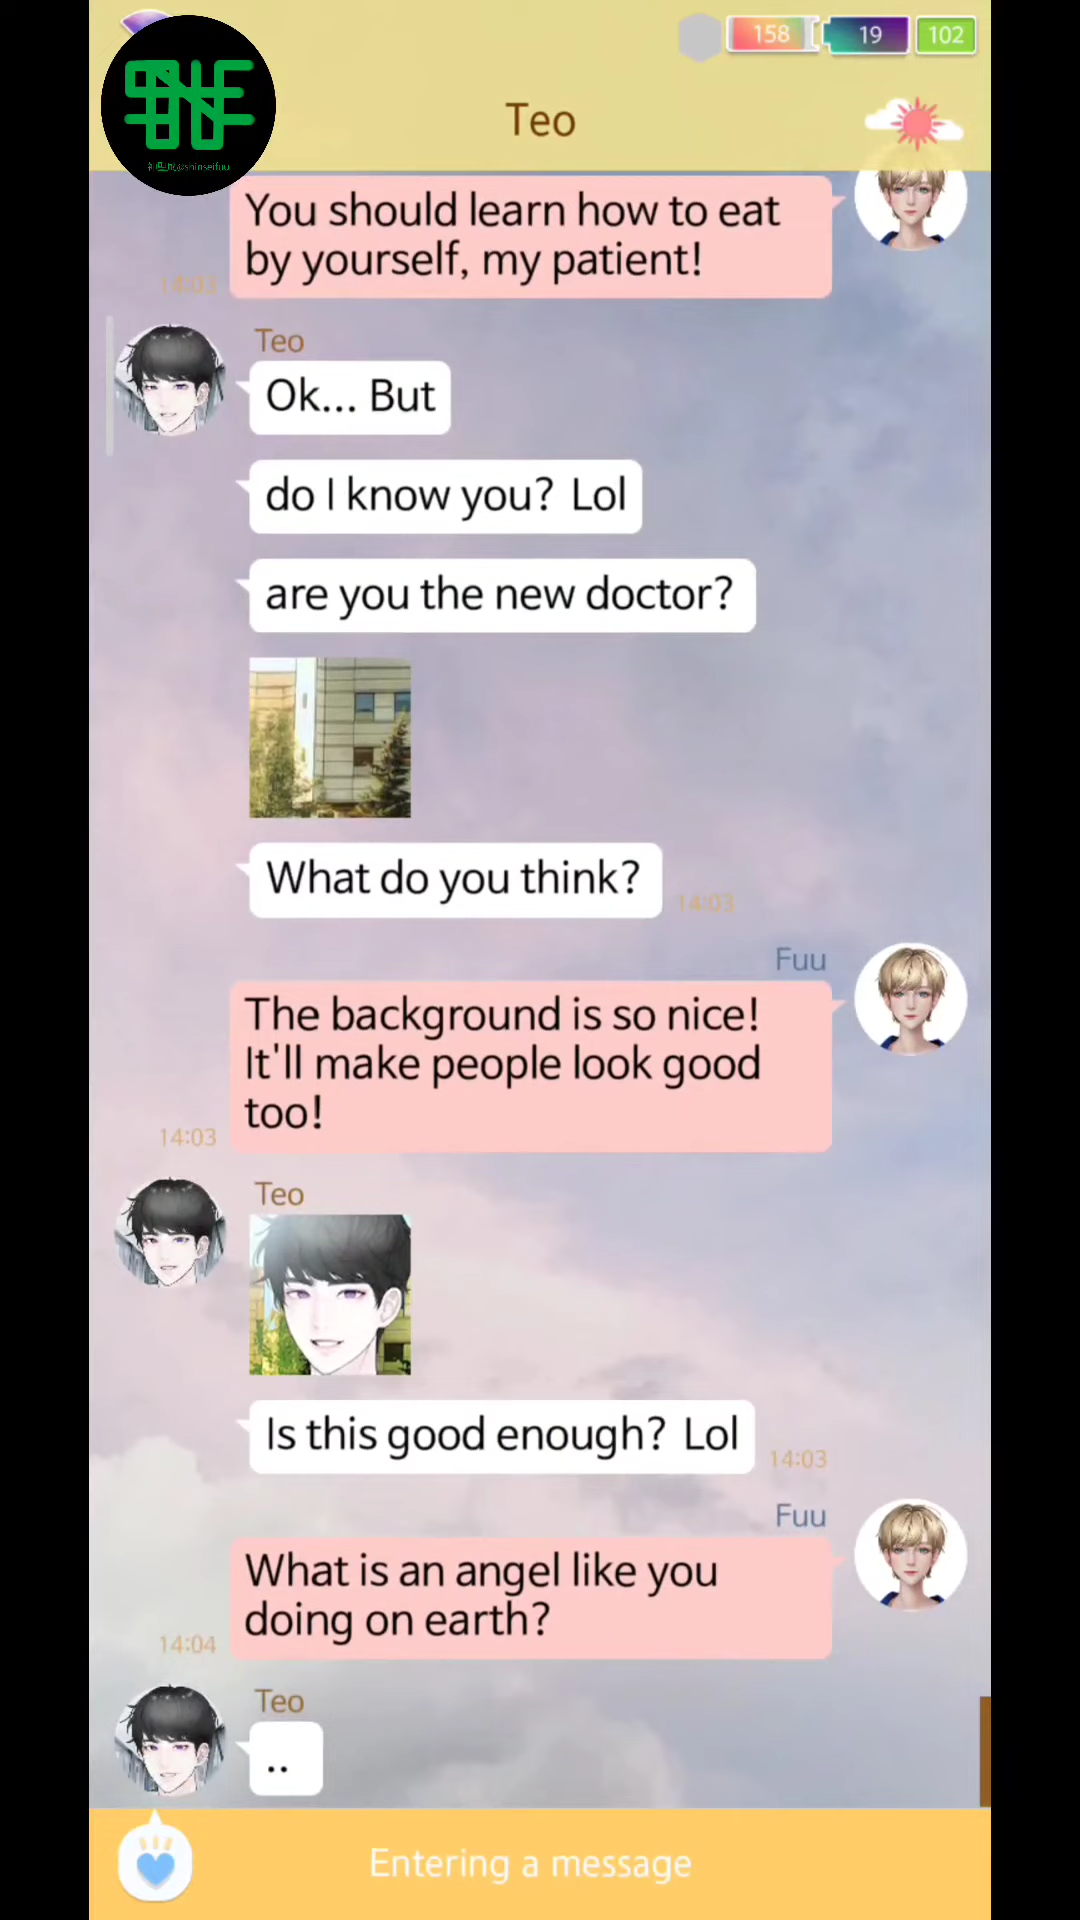 158
19
102
Teo
@shinseifuu
You should learn how to eat
by yourself, my patient!
14:03
Teo
Ok... But
do I know you? Lol
are you the new doctor?
What do you think?
14:03
Fuu
The background is so nice!
It'll make people look good
too!
14:03
Teo
Is this good enough? Lol
14:03
Fuu
What is an angel like you
doing on earth?
14:04
Teo
..
Entering a message